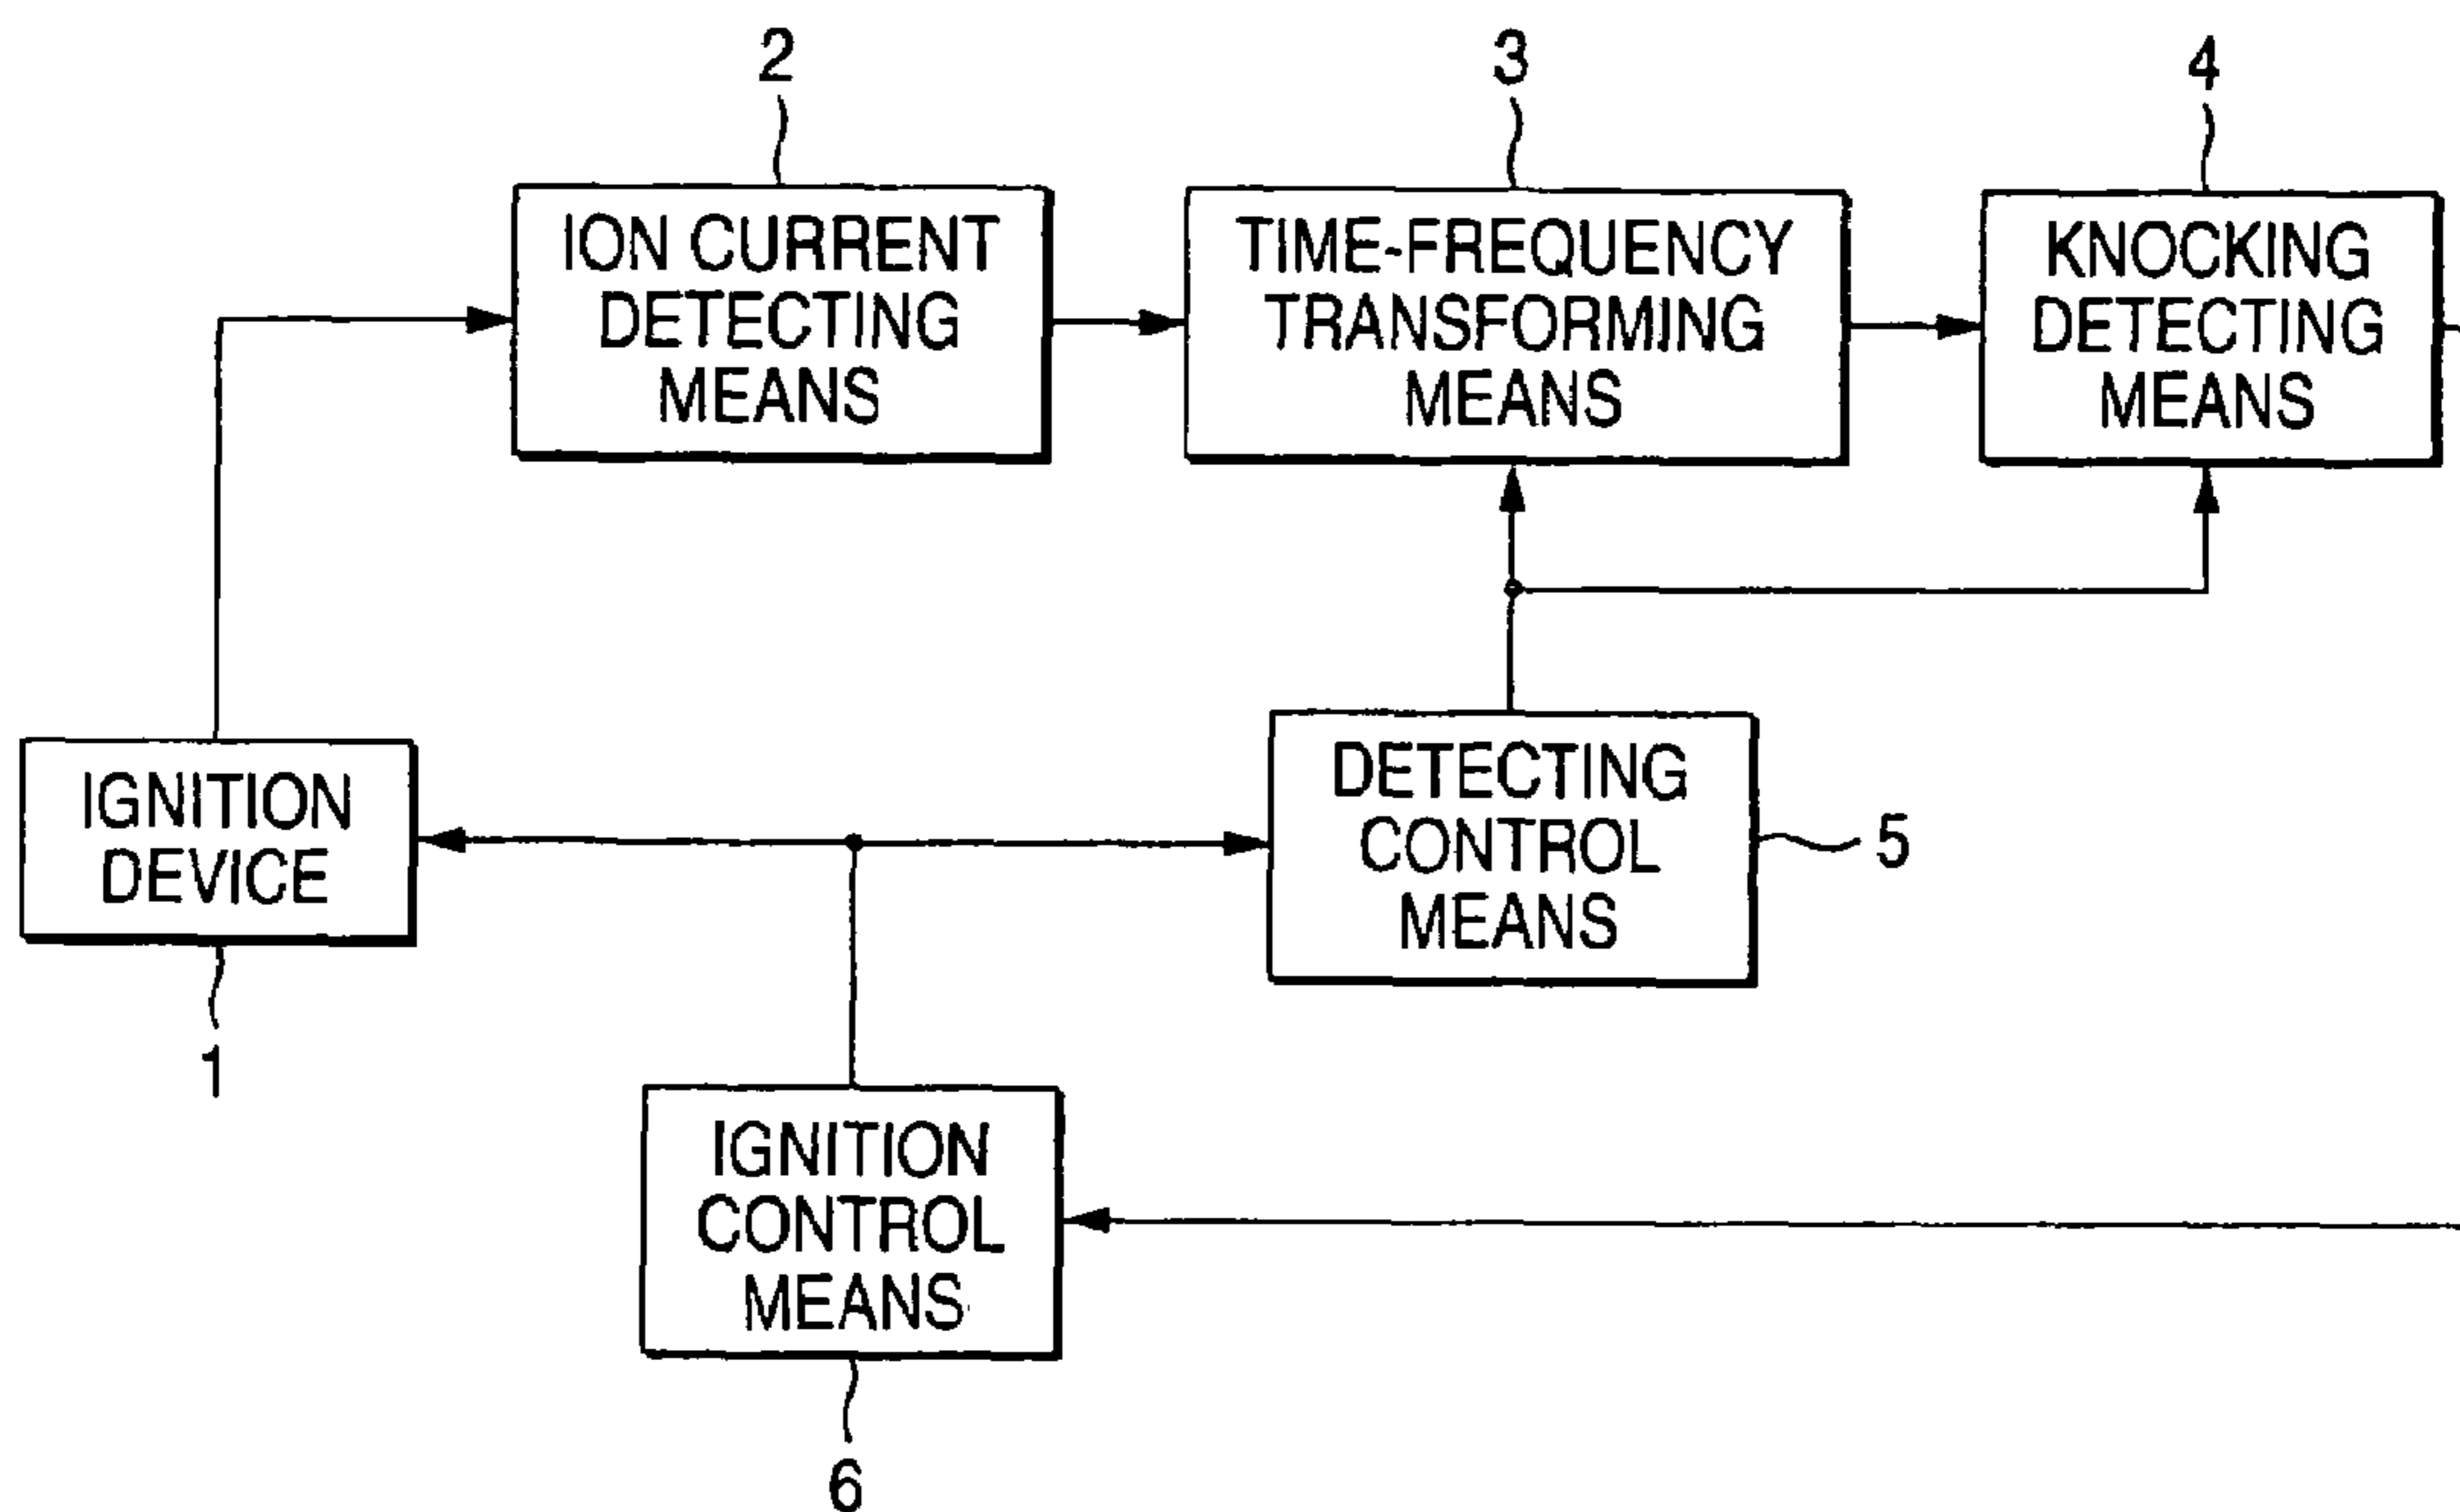 2
3
4
ION CURRENT
DETECTING
MEANS
TIME-FREQUENCY
TRANSFORMING
MEANS
KNOCKING
DETECTING
MEANS
IGNITION
DEVICE
1
DETECTING
CONTROL
MEANS
5
IGNITION
CONTROL
MEANS
6